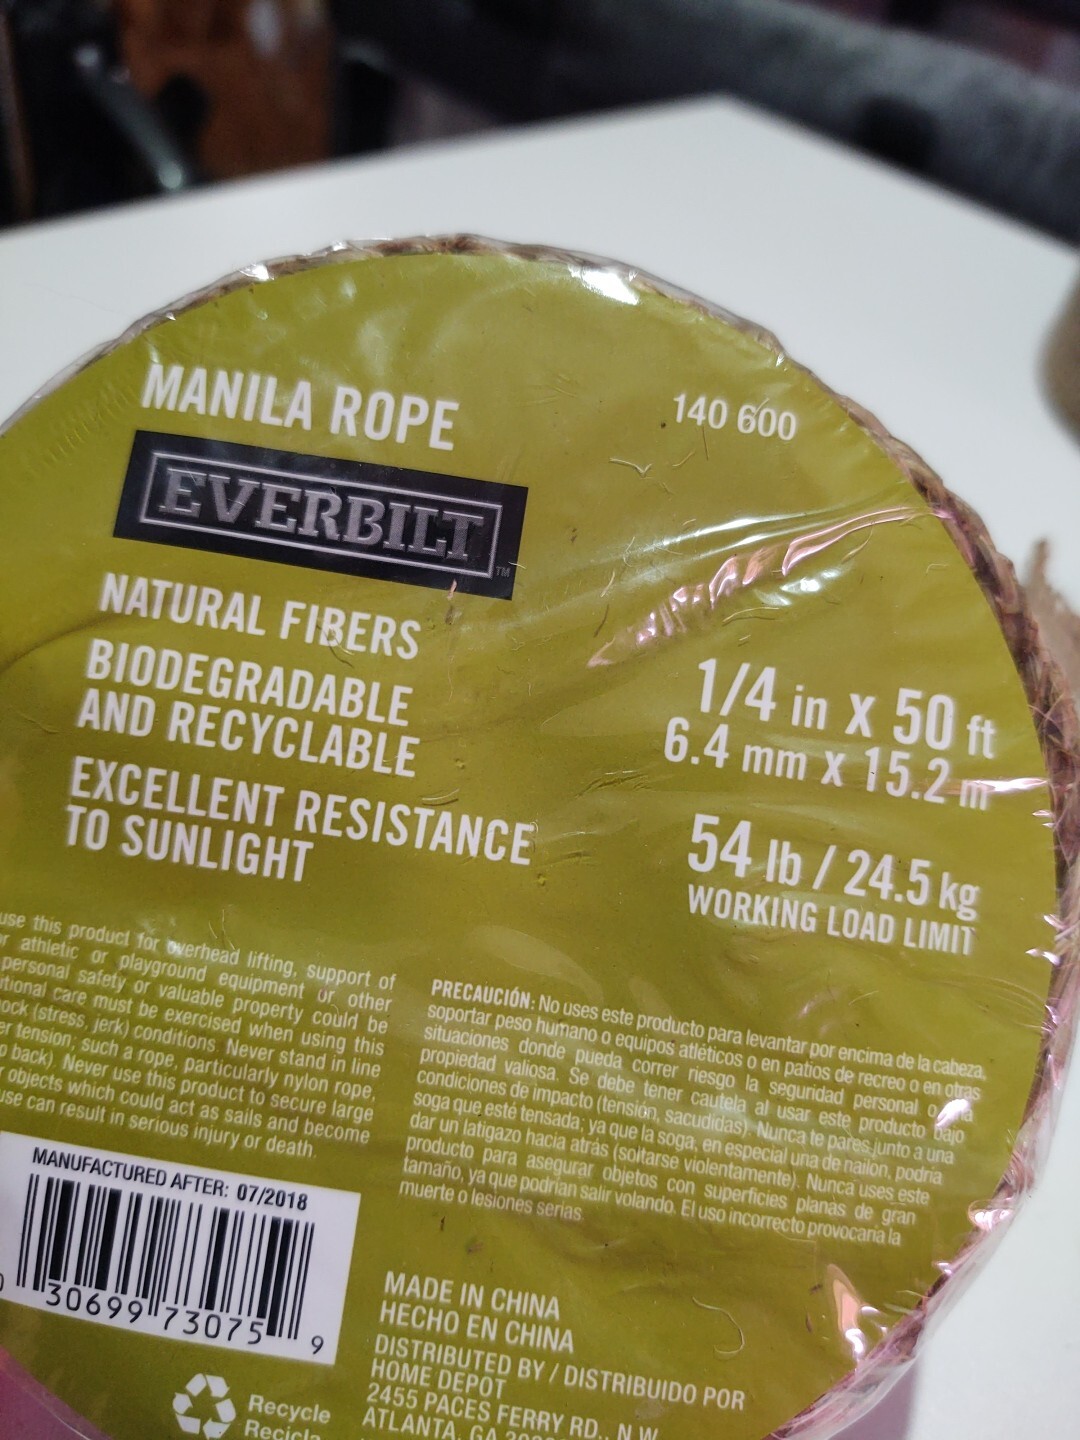 MANILA ROPE
140 600
EVERBILT
TM
NATURAL FIBERS
BIODEGRADABLE
AND RECYCLABLE
EXCELLENT RESISTANCE
TO SUNLIGHT
1/4 in x 50 ft
6.4 mm x 15.2 m
54 lb / 24.5 kg
WORKING LOAD LIMIT
use this product for overhead lifting, support of
athletic or playground equipment or other
personal safety or valuable property could be
care must be exercised when using this
(stress, jerk) conditions. Never stand in line
tension; such a rope, particularly nylon rope,
back). Never use this product to secure large
objects which could act as sails and become
use can result in serious injury or death.
PRECAUCIÓN: No uses este producto para levantar por encima de la cabeza,
soportar peso humano o equipos atléticos o en patios de recreo o en otras
situaciones donde pueda correr riesgo la seguridad personal o la
propiedad valiosa. Se debe tener cautela al usar este producto bajo
condiciones de impacto (tensión, sacudidas). Nunca te pares junto a una
soga que esté tensada; ya que la soga, en especial una de nailon, podría
dar un latigazo hacia atrás (soltarse violentamente). Nunca uses este
producto para asegurar objetos con superficies planas de gran
tamaño, ya que podrían salir volando. El uso incorrecto provocaría la
muerte o lesiones serias.
MANUFACTURED AFTER: 07/2018
30699 73075 9
MADE IN CHINA
HECHO EN CHINA
DISTRIBUTED BY / DISTRIBUIDO POR
HOME DEPOT
2455 PACES FERRY RD., N.W.
ATLANTA, GA
Recycle